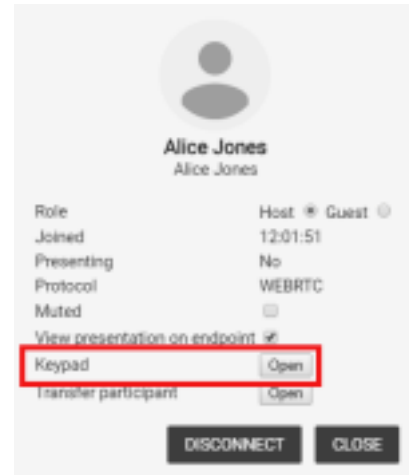 Alice Jones
Alice Jones
Role Host Guest
Joined 12:01:51
Presenting No
Protocol WEBRTC
Muted
View presentation on endpoint
Keypad Open
Transfer participant Open
DISCONNECT CLOSE